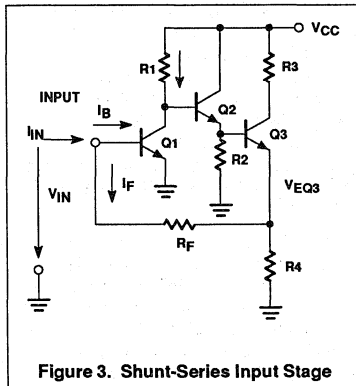 VCC
R1
R3
INPUT
IB
Q2
IIN
Q1
Q3
R2
VIN
IF
VEQ3
RF
R4
Figure 3. Shunt-Series Input Stage